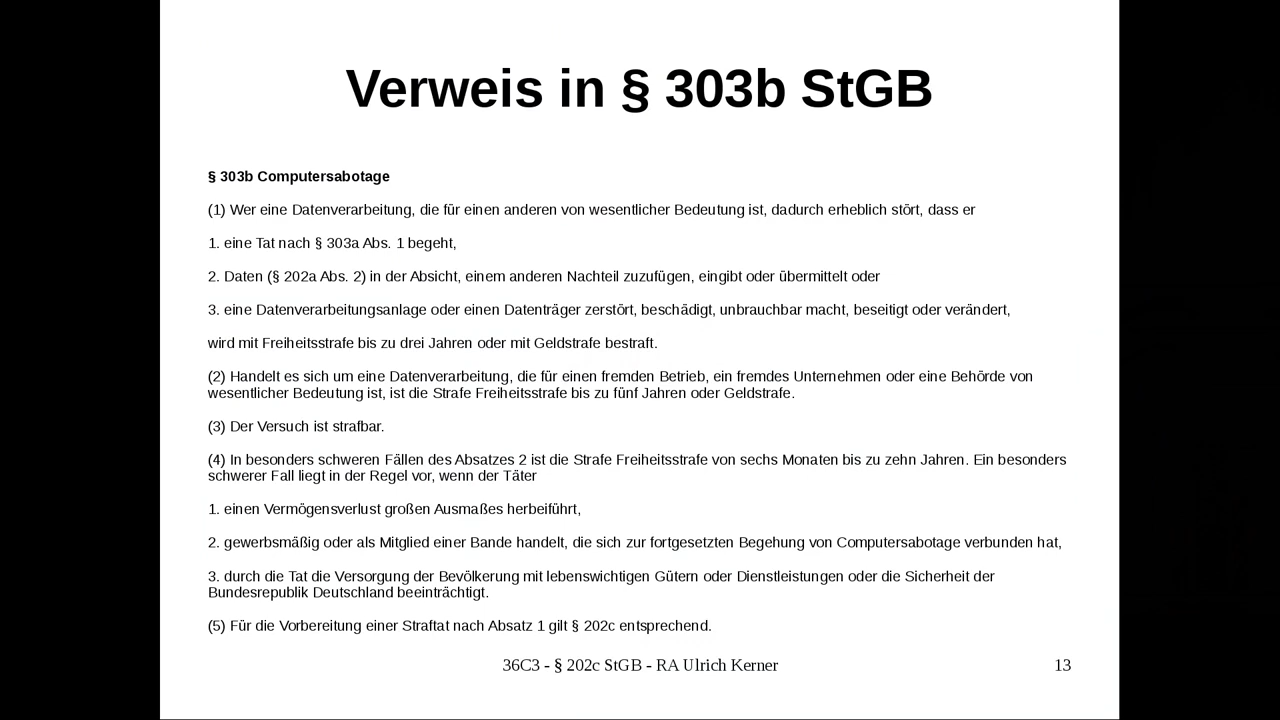 Verweis in § 303b StGB
§ 303b Computersabotage
(1) Wer eine Datenverarbeitung, die für einen anderen von wesentlicher Bedeutung ist, dadurch erheblich stört, dass er
1. eine Tat nach § 303a Abs. 1 begeht,
2. Daten (§ 202a Abs. 2) in der Absicht, einem anderen Nachteil zuzufügen, eingibt oder übermittelt oder
3. eine Datenverarbeitungsanlage oder einen Datenträger zerstört, beschädigt, unbrauchbar macht, beseitigt oder verändert,
wird mit Freiheitsstrafe bis zu drei Jahren oder mit Geldstrafe bestraft.
(2) Handelt es sich um eine Datenverarbeitung, die für einen fremden Betrieb, ein fremdes Unternehmen oder eine Behörde von
wesentlicher Bedeutung ist, ist die Strafe Freiheitsstrafe bis zu fünf Jahren oder Geldstrafe.
(3) Der Versuch ist strafbar.
(4) In besonders schweren Fällen des Absatzes 2 ist die Strafe Freiheitsstrafe von sechs Monaten bis zu zehn Jahren. Ein besonders
schwerer Fall liegt in der Regel vor, wenn der Täter
1. einen Vermögensverlust großen Ausmaßes herbeiführt,
2. gewerbsmäßig oder als Mitglied einer Bande handelt, die sich zur fortgesetzten Begehung von Computersabotage verbunden hat,
3. durch die Tat die Versorgung der Bevölkerung mit lebenswichtigen Gütern oder Dienstleistungen oder die Sicherheit der
Bundesrepublik Deutschland beeinträchtigt.
(5) Für die Vorbereitung einer Straftat nach Absatz 1 gilt § 202c entsprechend.
36C3 - § 202c StGB - RA Ulrich Kerner
13